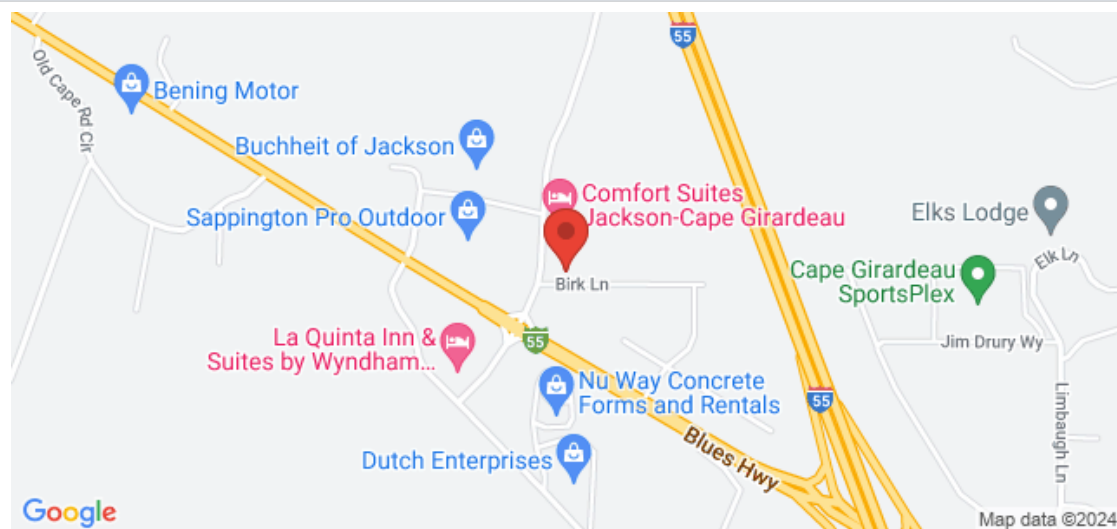 55
Old Cape Rd Cir
Bening Motor
Buchheit of Jackson
Comfort Suites
Jackson-Cape Girardeau
Sappington Pro Outdoor
Elks Lodge
Elk Ln
Cape Girardeau
SportsPlex
Birk Ln
La Quinta Inn &
Suites by Wyndham...
55
Jim Drury Wy
Nu Way Concrete
Forms and Rentals
55
Limbaugh Ln
Blues Hwy
Dutch Enterprises
Google
Map data ©2024